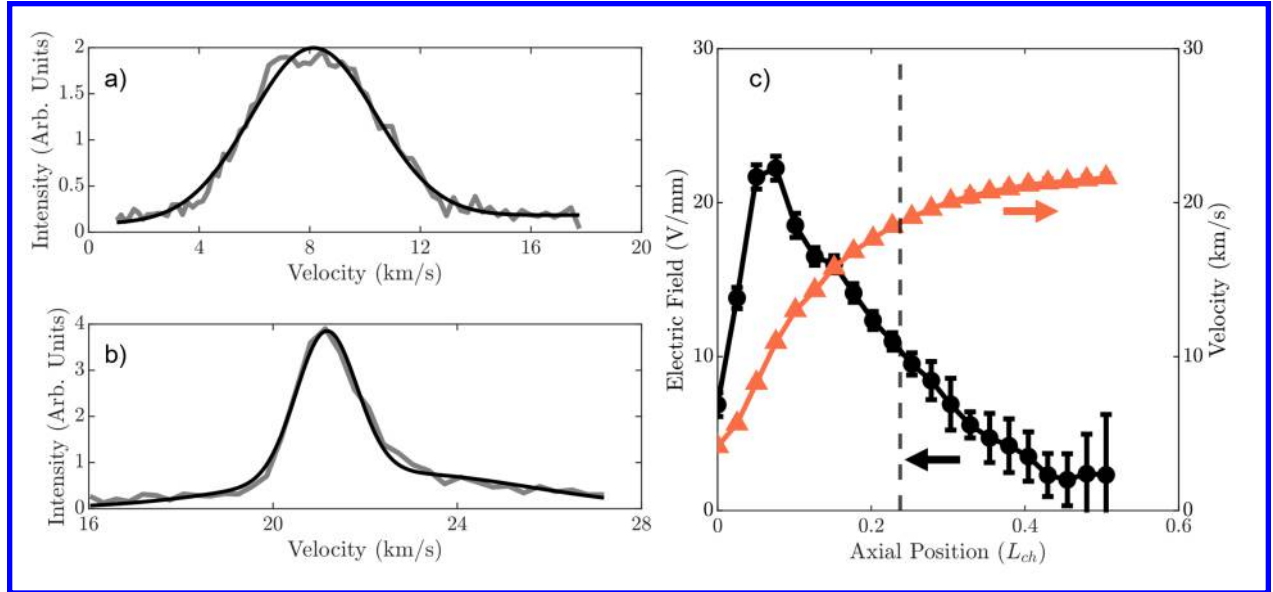 a)
Intensity (Arb. Units)
2
1.5
1
0.5
0
0 4 8 12 16 20
Velocity (km/s)
b)
Intensity (Arb. Units)
4
3
2
1
0
16 20 24 28
Velocity (km/s)
c)
Electric Field (V/mm)
30
20
10
0
30
20
10
0
Velocity (km/s)
0 0.2 0.4 0.6
Axial Position (L_ch)